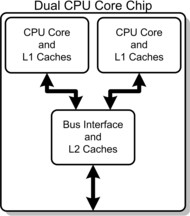 Dual CPU Core Chip
CPU Core
and
L1 Caches
CPU Core
and
L1 Caches
Bus Interface
and
L2 Caches